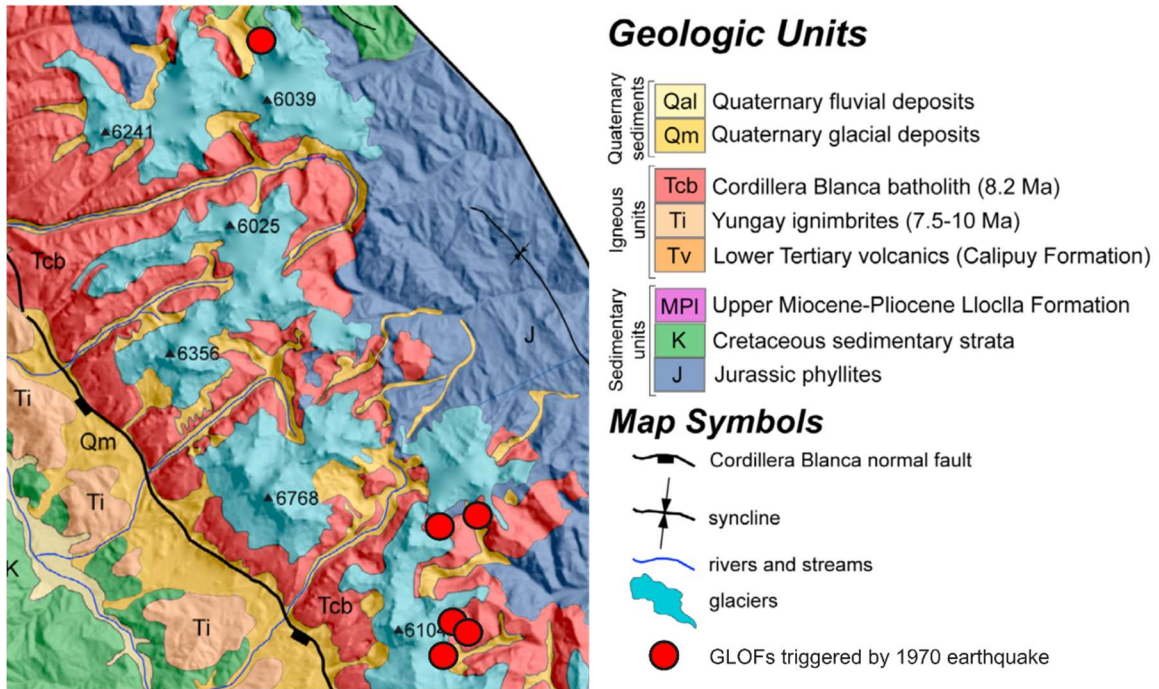 6039
6241
6025
Tcb
6356
J
Ti
Qm
Ti
6768
K
Tcb
Ti
6104
Geologic Units
Quaternary sediments
Qal Quaternary fluvial deposits
Qm Quaternary glacial deposits
Igneous units
Tcb Cordillera Blanca batholith (8.2 Ma)
Ti Yungay ignimbrites (7.5-10 Ma)
Tv Lower Tertiary volcanics (Calipuy Formation)
Sedimentary units
MPl Upper Miocene-Pliocene Lloclla Formation
K Cretaceous sedimentary strata
J Jurassic phyllites
Map Symbols
Cordillera Blanca normal fault
syncline
rivers and streams
glaciers
GLOFs triggered by 1970 earthquake